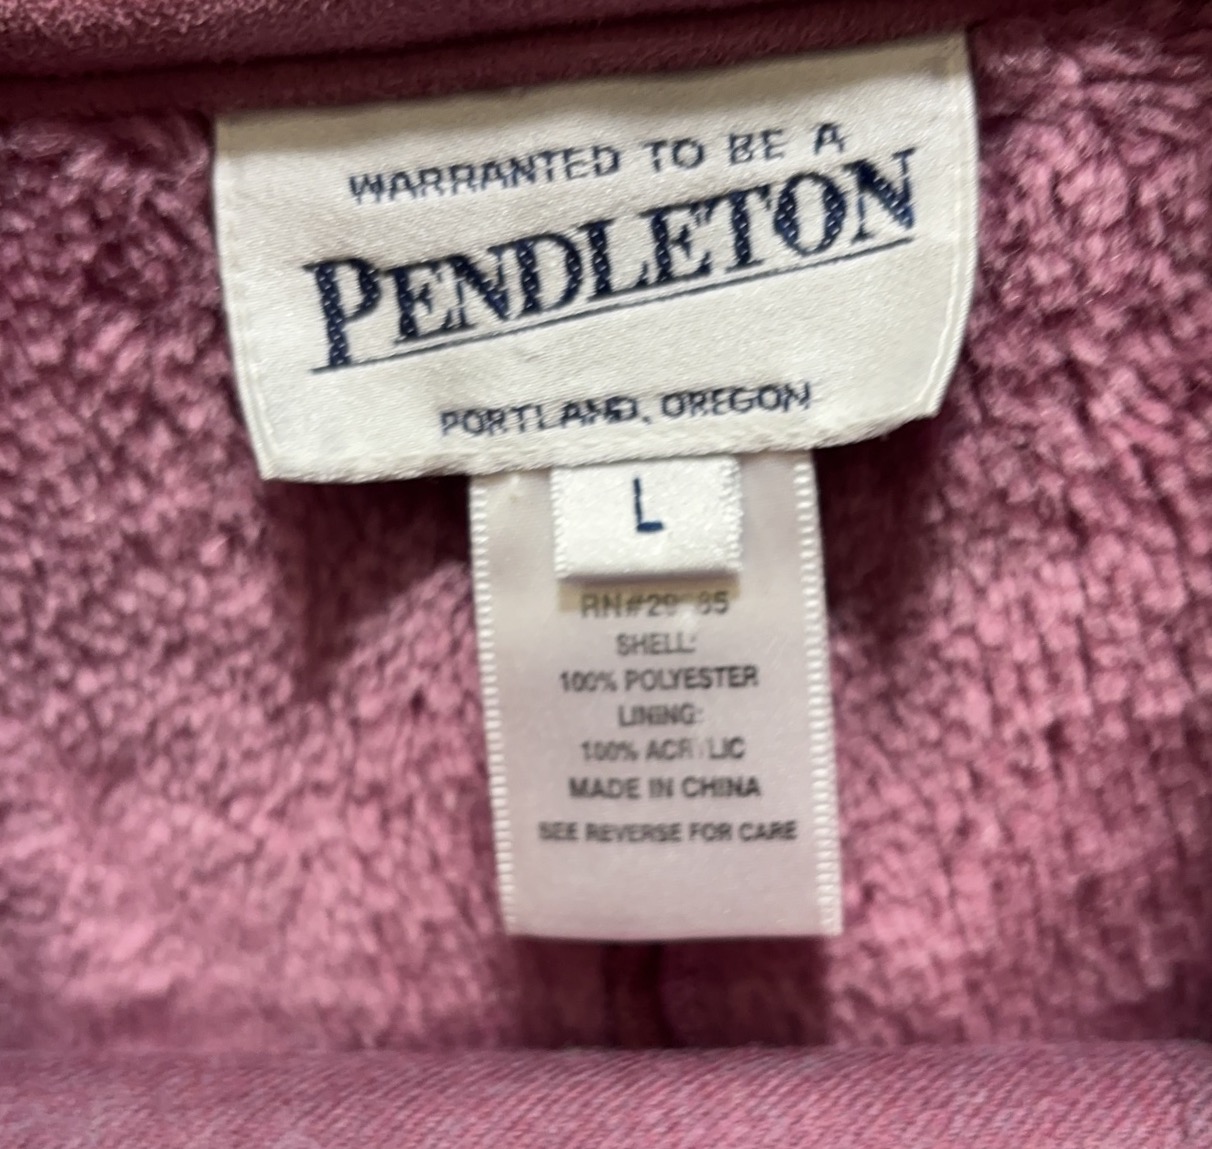 WARRANTED TO BE A
PENDLETON
PORTLAND, OREGON
L
SHELL:
100% POLYESTER
LINING:
100% ACRYLIC
MADE IN CHINA
SEE REVERSE FOR CARE